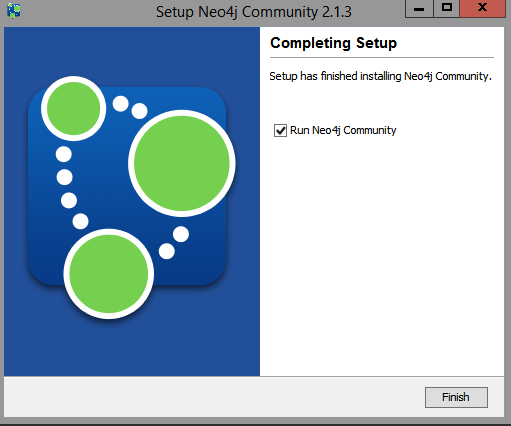 Setup Neo4j Community 2.1.3
Completing Setup
Setup has finished installing Neo4j Community.
Run Neo4j Community
Finish